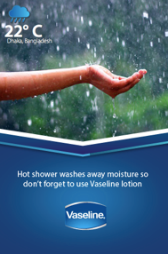 22° C
Dhaka, Bangladesh
Hot shower washes away moisture so
don't forget to use Vaseline lotion
Vaseline.